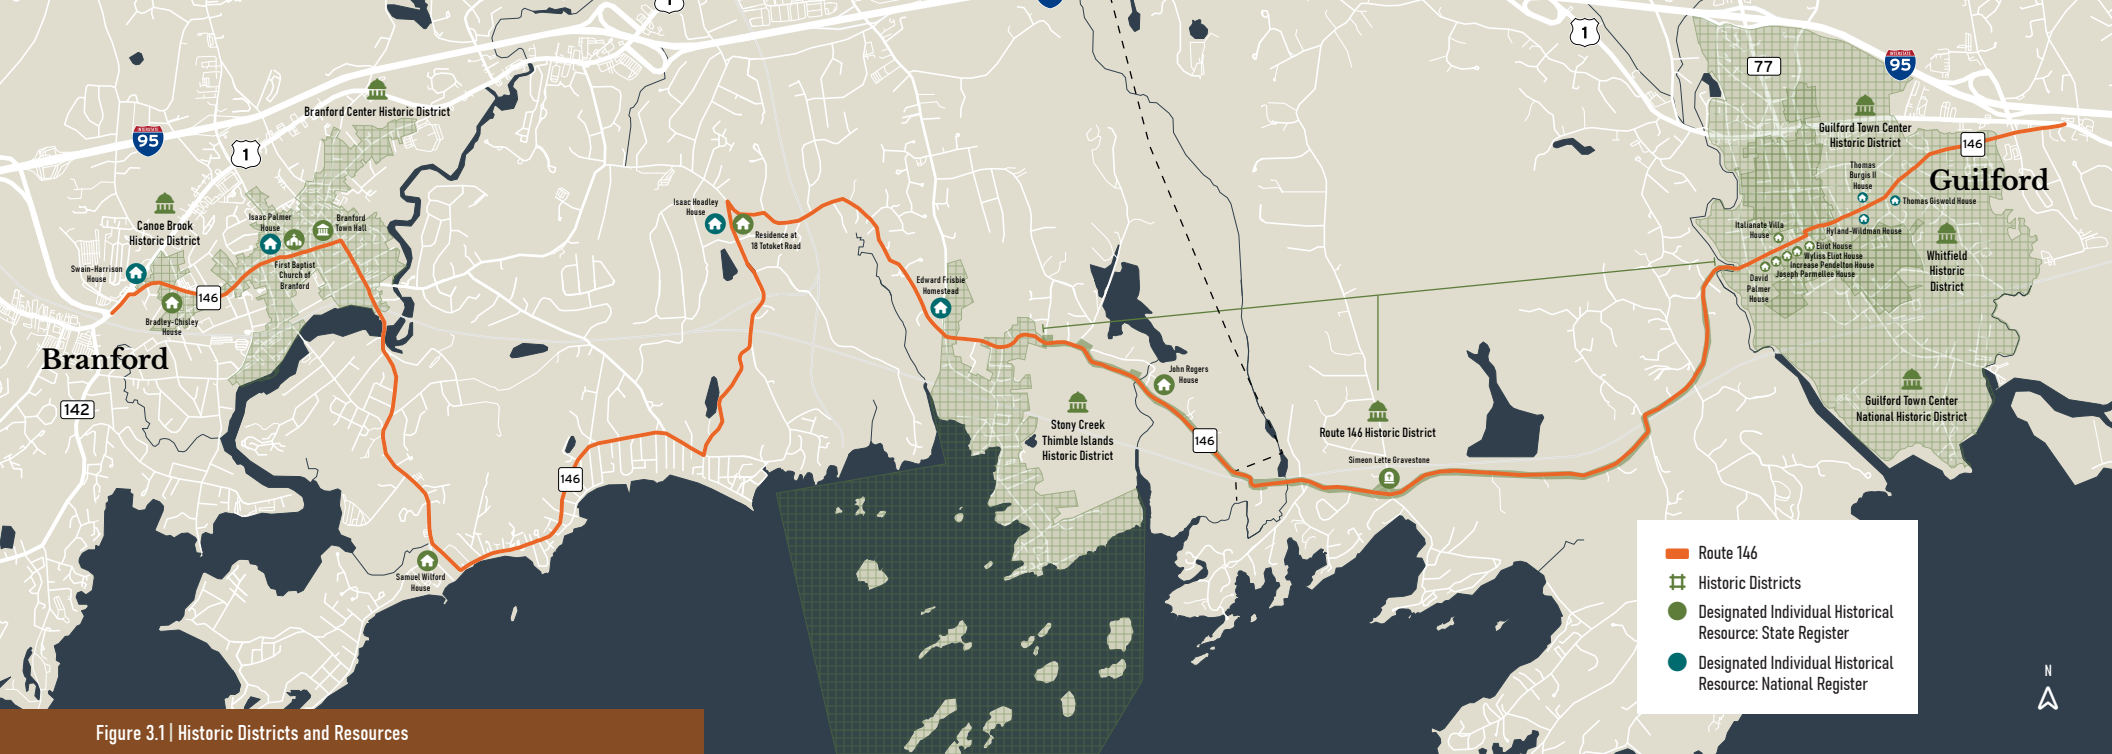 1
1
INTERSTATE
95
77
Branford Center Historic District
INTERSTATE
95
1
Guilford Town Center
Historic District
146
Guilford
Thomas
Burgis II
House
Thomas Giswold House
Canoe Brook
Historic District
Isaac Palmer
House
Branford
Town Hall
Isaac Hoadley
House
Residence at
18 Totoket Road
Italianate Villa
House
Hyland-Wildman House
Eliot House
Wyliss Eliot House
Increase Pendelton House
Joseph Parmellee House
David
Palmer
House
Whitfield
Historic
District
Swain-Harrison
House
First Baptist
Church of
Branford
146
Bradley-Chisley
House
Edward Frisbie
Homestead
Branford
142
John Rogers
House
Stony Creek
Thimble Islands
Historic District
146
Route 146 Historic District
Guilford Town Center
National Historic District
Simeon Lette Gravestone
146
Samuel Wilford
House
Route 146
Historic Districts
Designated Individual Historical
Resource: State Register
Designated Individual Historical
Resource: National Register
N
Figure 3.1 | Historic Districts and Resources